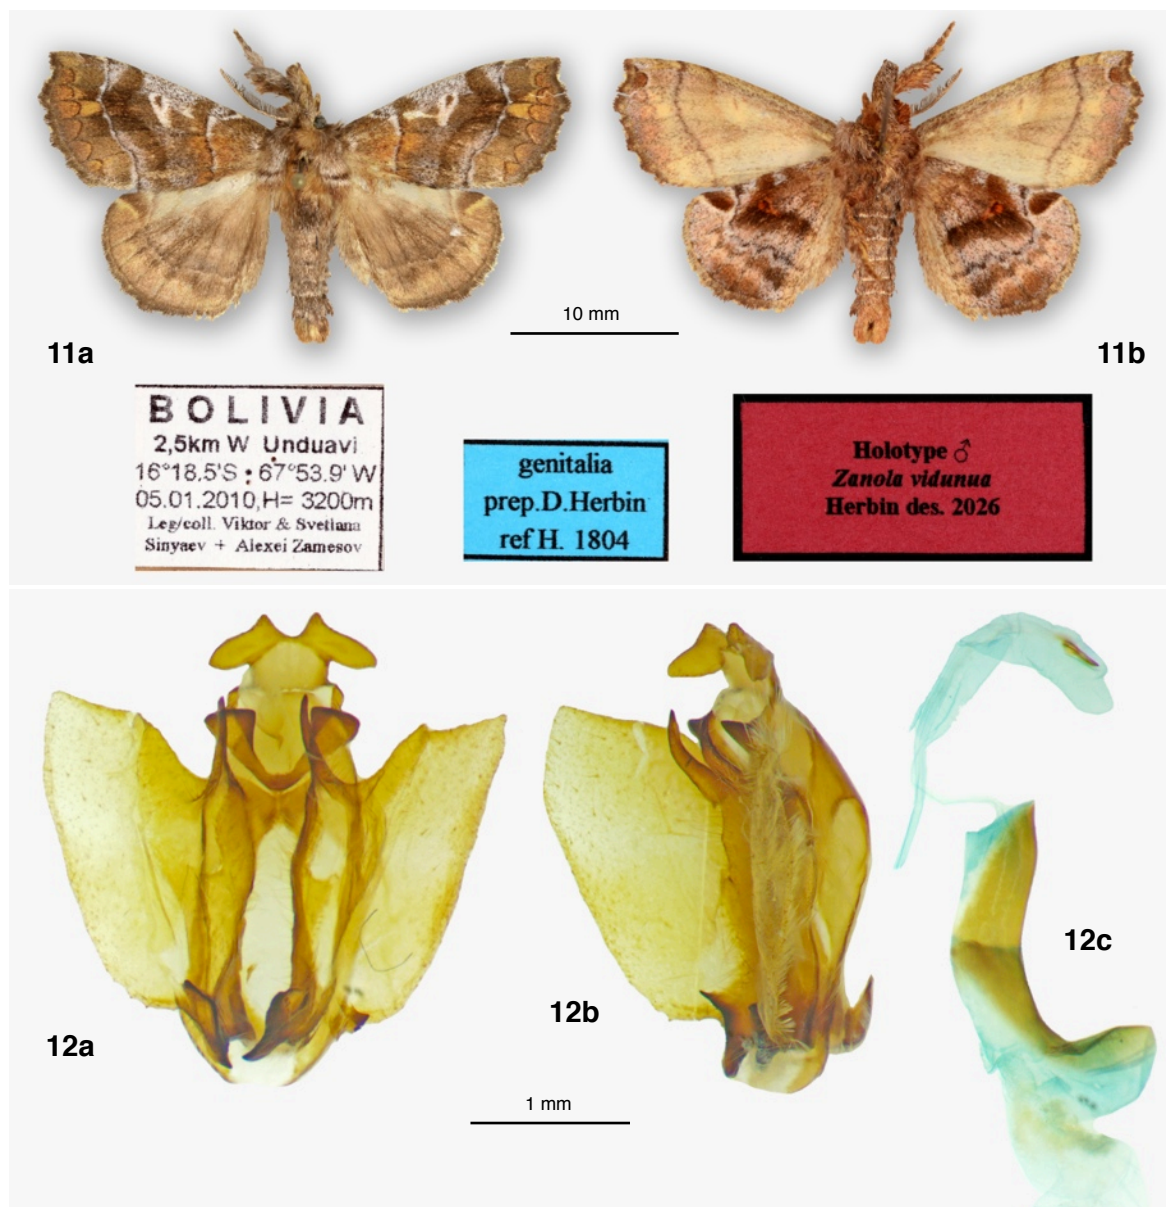 10 mm
11a
11b
BOLIVIA
2,5km W Unduavi
16°18.5'S : 67°53.9' W
05.01.2010,H= 3200m
Leg/coll. Viktor & Svetlana
Sinyaev + Alexei Zamesov
genitalia
prep.D.Herbin
ref H. 1804
Holotype ♂
Zanola vidunua
Herbin des. 2026
12a
12b
12c
1 mm